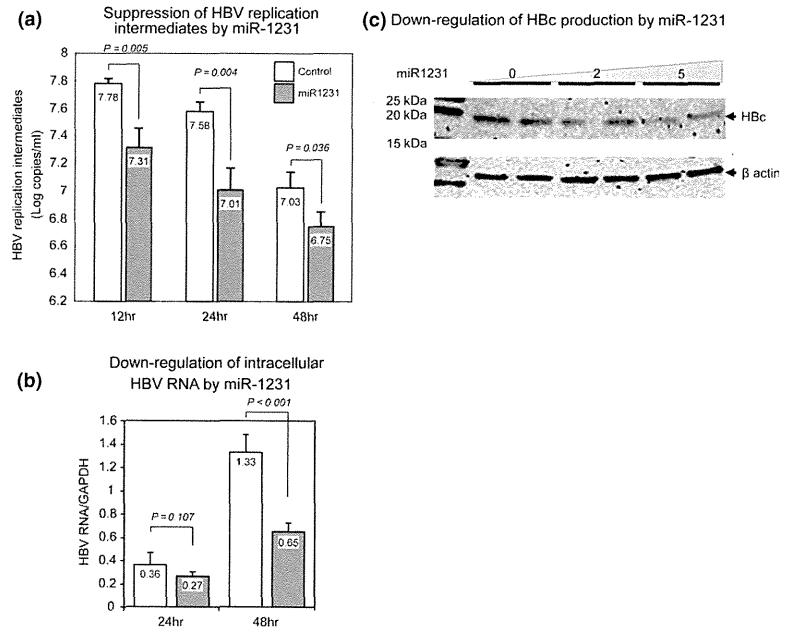 (a)
Suppression of HBV replication
intermediates by miR-1231
HBV replication intermediates
(Log copies/ml)
8
7.8
7.6
7.4
7.2
7
6.8
6.6
6.4
6.2
P = 0.005
P = 0.004
P = 0.036
Control
miR1231
7.78
7.31
7.58
7.01
7.03
6.75
12hr
24hr
48hr
(b)
Down-regulation of intracellular
HBV RNA by miR-1231
HBV RNA/GAPDH
1.6
1.4
1.2
1
0.8
0.6
0.4
0.2
0
P = 0 107
P < 0 001
0.36
0.27
1.33
0.65
24hr
48hr
(c)
Down-regulation of HBc production by miR-1231
miR1231 0 2 5
25 kDa
20 kDa
15 kDa
HBc
β actin